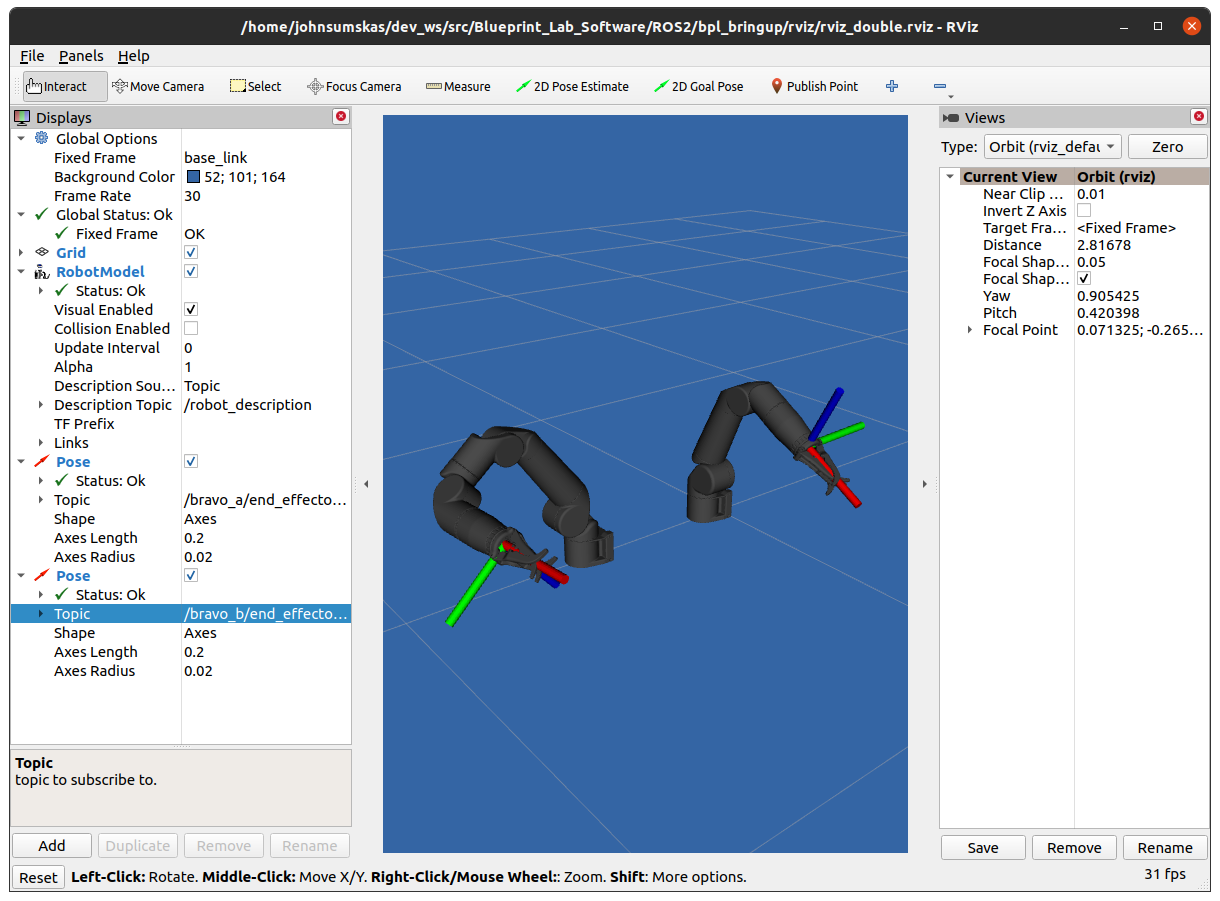 /home/johnsumskas/dev_ws/src/Blueprint_Lab_Software/ROS2/bpl_bringup/rviz/rviz_double.rviz - RViz
File Panels Help
Interact Move Camera Select Focus Camera Measure 2D Pose Estimate 2D Goal Pose Publish Point
Displays
Global Options
Fixed Frame base_link
Background Color 52; 101; 164
Frame Rate 30
Global Status: Ok
Fixed Frame OK
Grid
RobotModel
Status: Ok
Visual Enabled
Collision Enabled
Update Interval 0
Alpha 1
Description Sou... Topic
Description Topic /robot_description
TF Prefix
Links
Pose
Status: Ok
Topic /bravo_a/end_effecto...
Shape Axes
Axes Length 0.2
Axes Radius 0.02
Pose
Status: Ok
Topic /bravo_b/end_effecto...
Shape Axes
Axes Length 0.2
Axes Radius 0.02
Topic
topic to subscribe to.
Add Duplicate Remove Rename
Views
Type: Orbit (rviz_defau Zero
Current View Orbit (rviz)
Near Clip ... 0.01
Invert Z Axis
Target Fra... <Fixed Frame>
Distance 2.81678
Focal Shap... 0.05
Focal Shap...
Yaw 0.905425
Pitch 0.420398
Focal Point 0.071325; -0.265...
Save Remove Rename
Reset Left-Click: Rotate. Middle-Click: Move X/Y. Right-Click/Mouse Wheel:: Zoom. Shift: More options. 31 fps